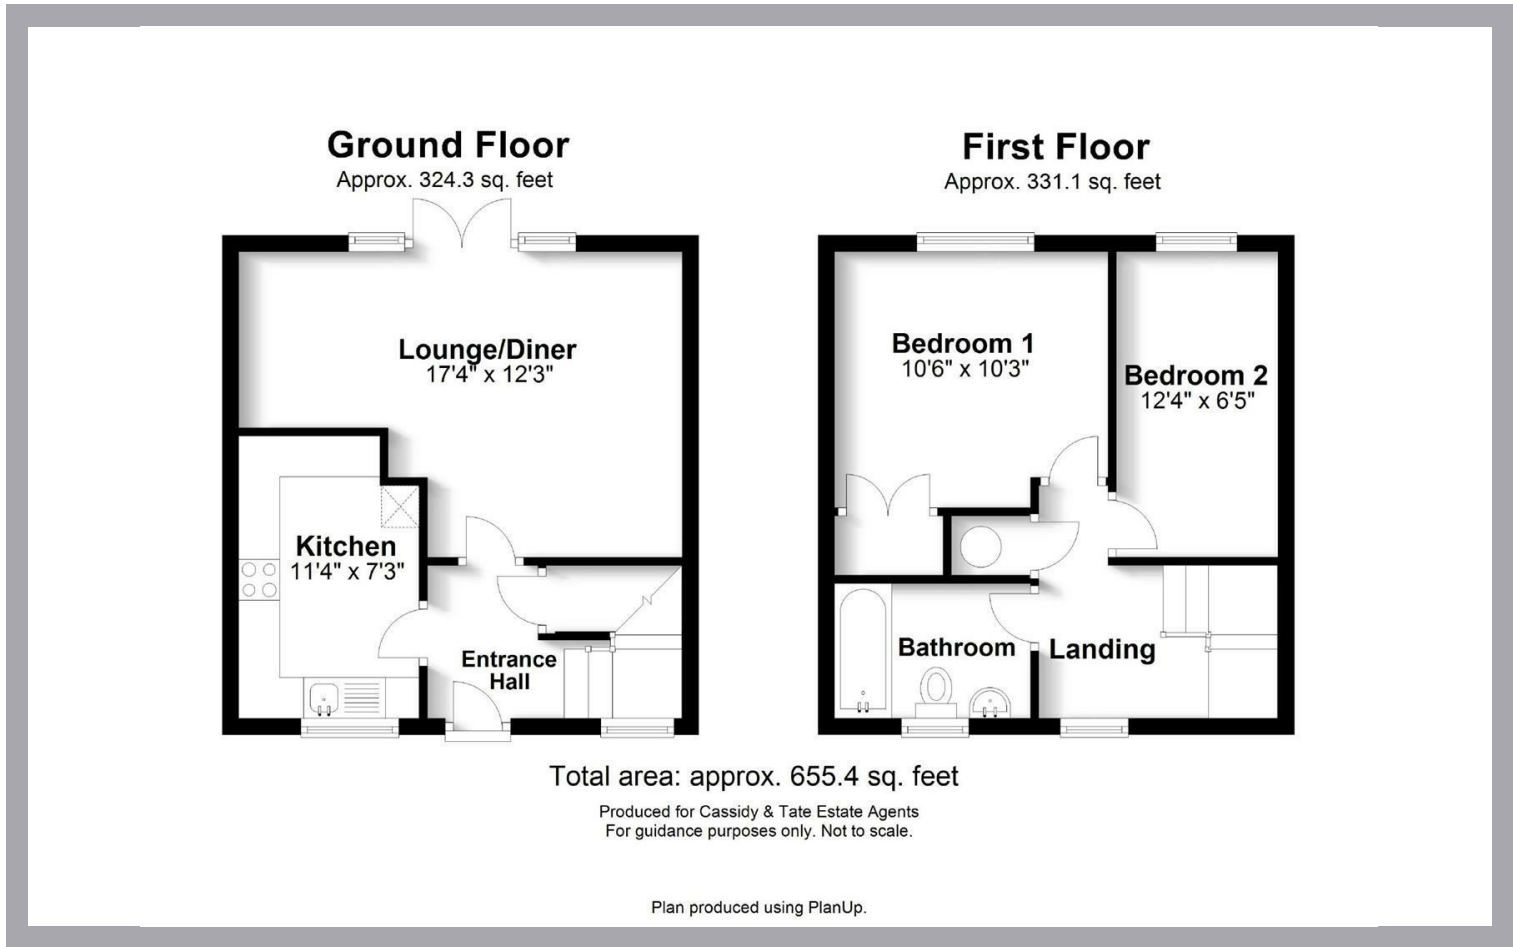 Ground Floor
Approx. 324.3 sq. feet
Lounge/Diner
17'4" x 12'3"
Kitchen
11'4" x 7'3"
Entrance
Hall
First Floor
Approx. 331.1 sq. feet
Bedroom 1
10'6" x 10'3"
Bedroom 2
12'4" x 6'5"
Bathroom
Landing
Total area: approx. 655.4 sq. feet
Produced for Cassidy & Tate Estate Agents
For guidance purposes only. Not to scale.
Plan produced using PlanUp.